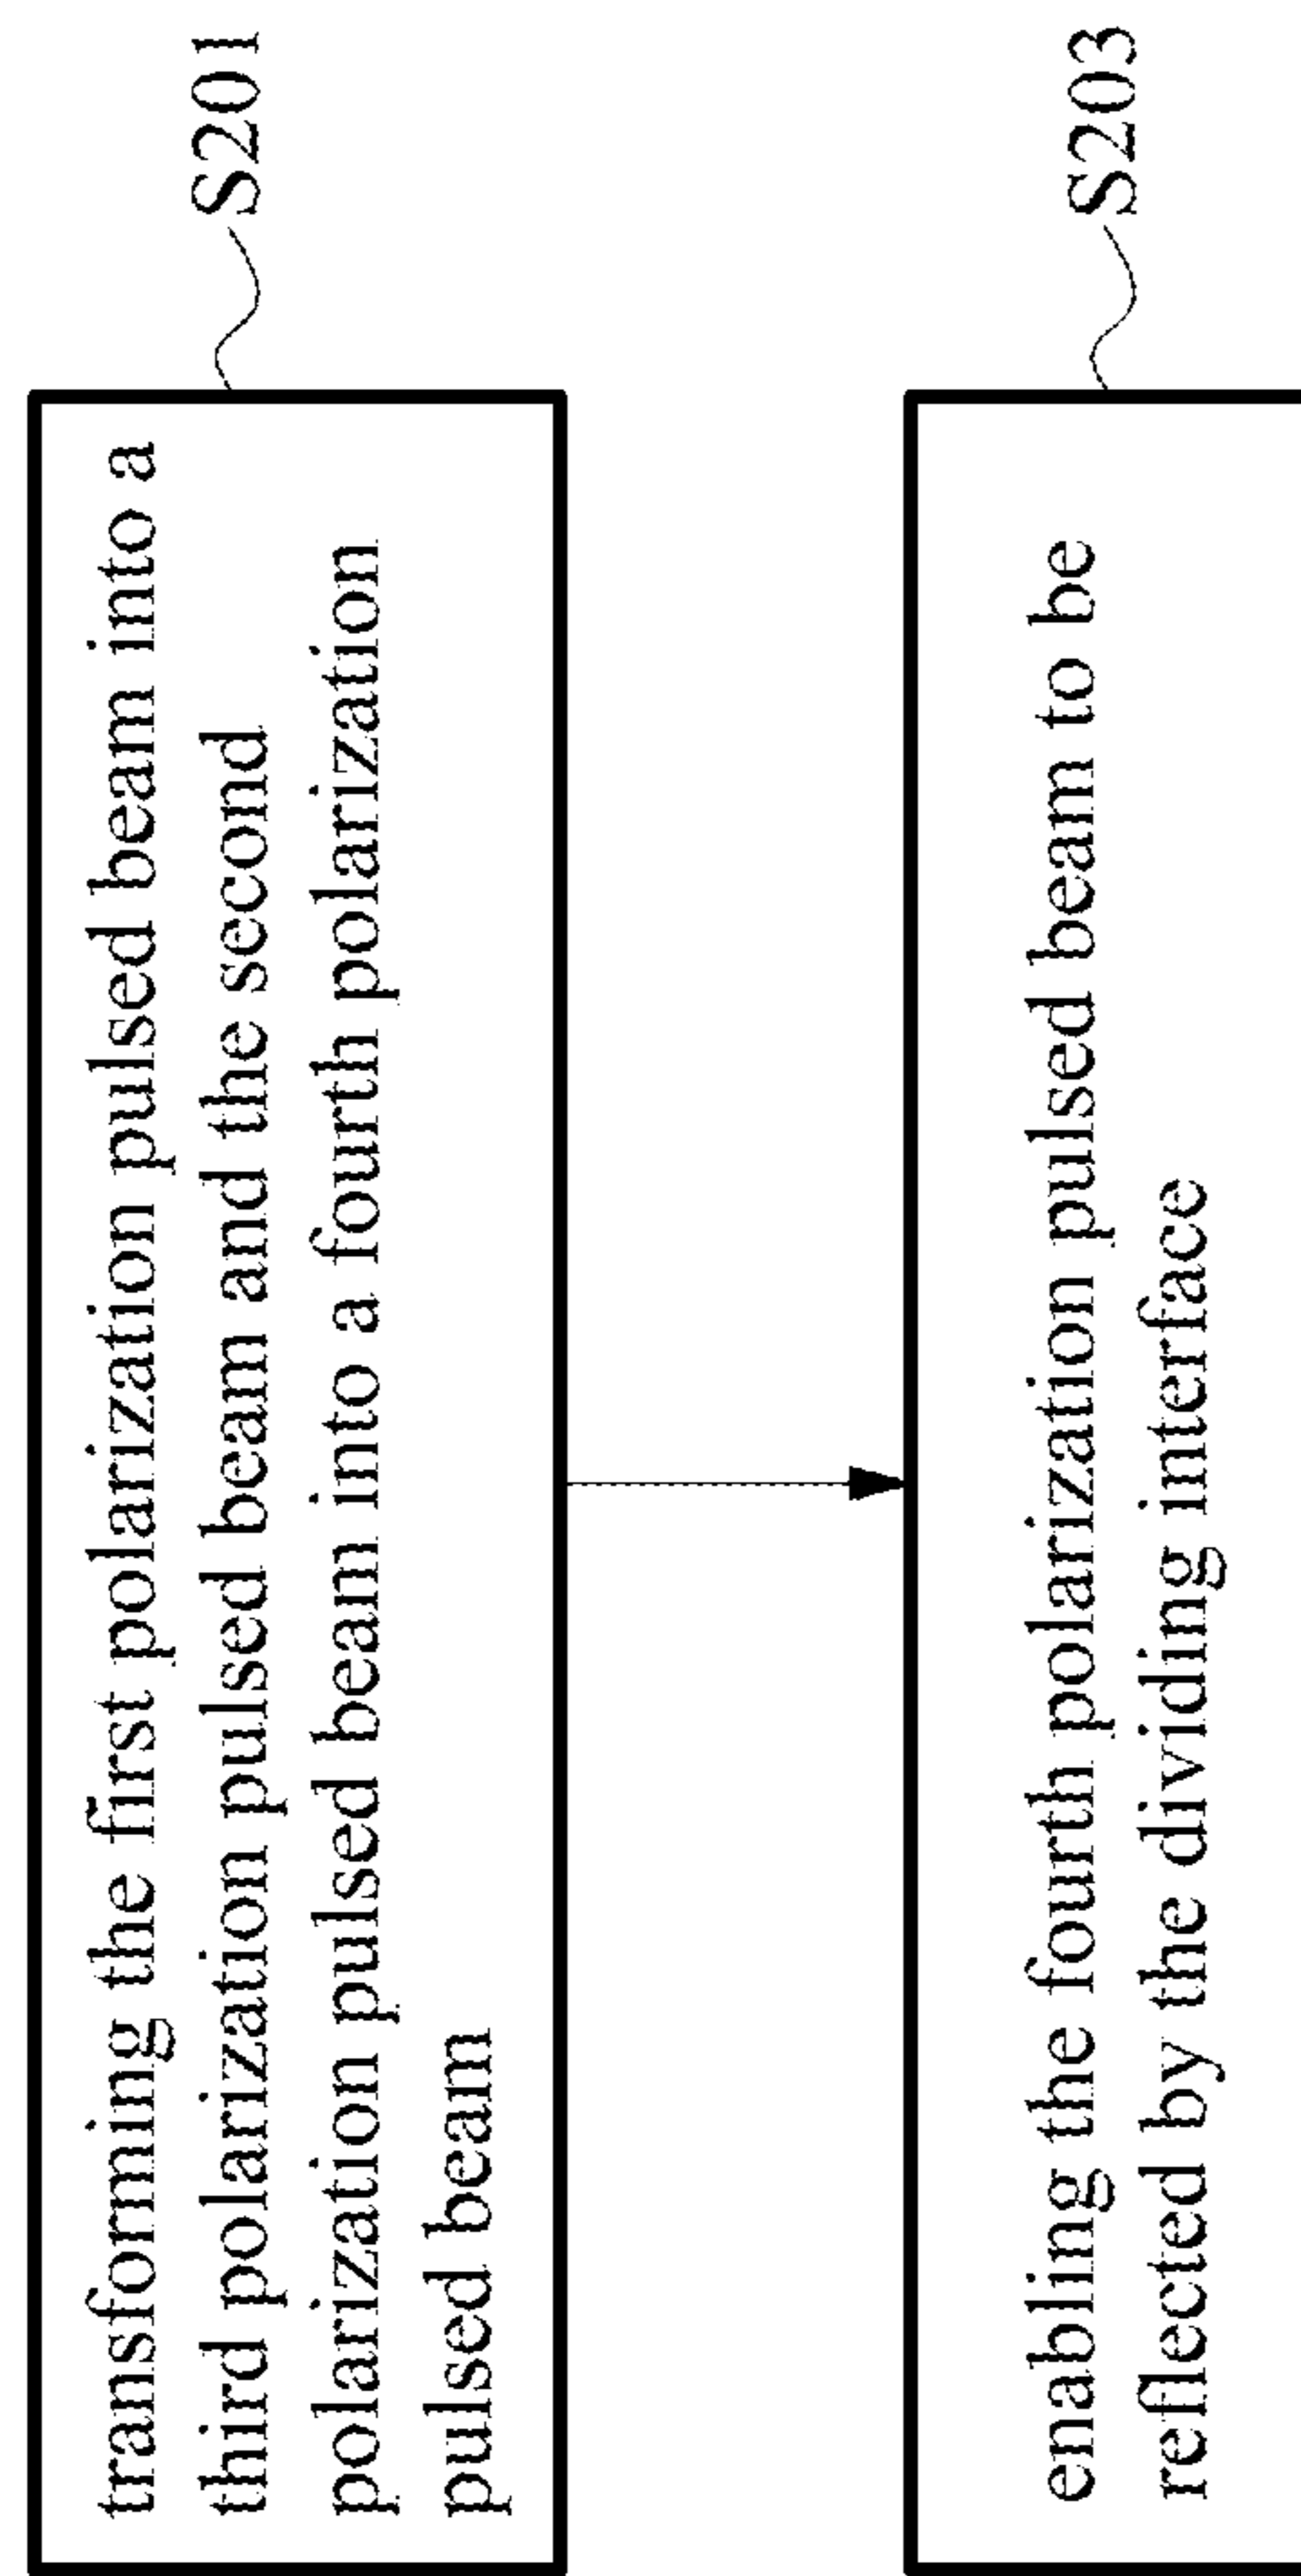 transforming the first polarization pulsed beam into a
third polarization pulsed beam and the second
polarization pulsed beam into a fourth polarization
pulsed beam
S201
enabling the fourth polarization pulsed beam to be
reflected by the dividing interface
S203